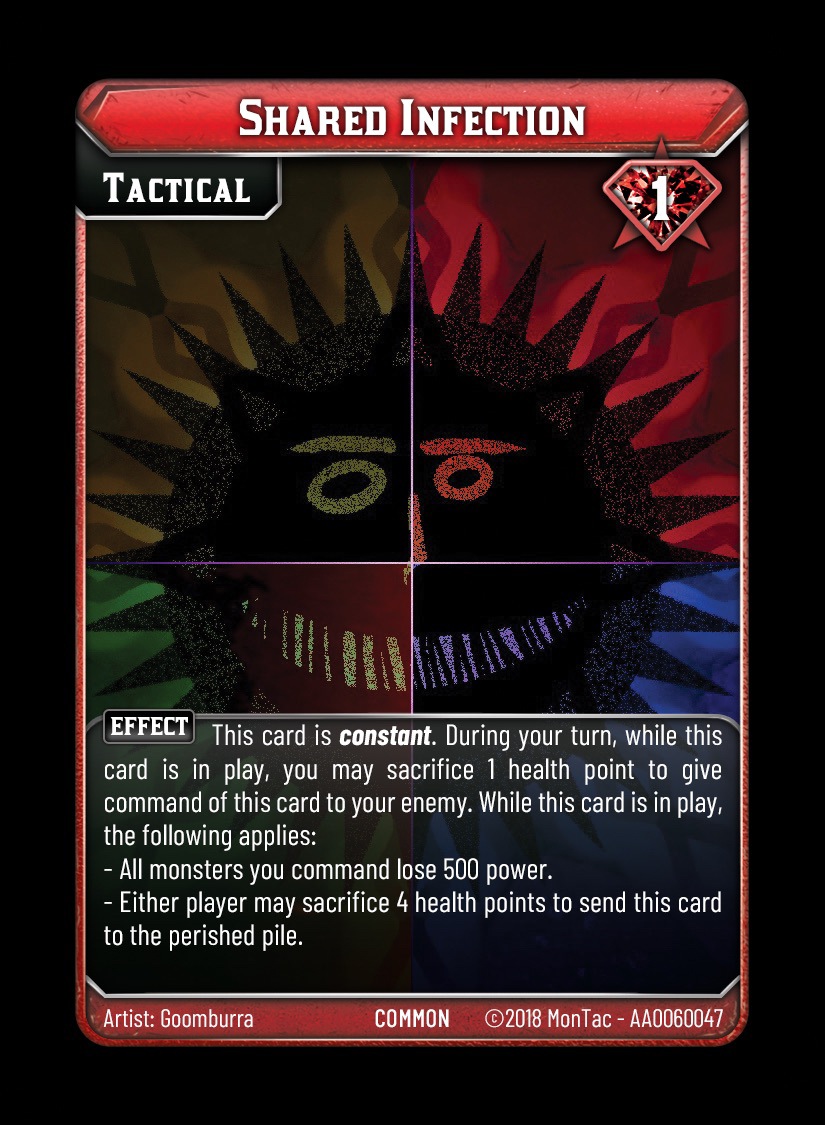 SHARED INFECTION
TACTICAL
1
EFFECT This card is constant. During your turn, while this
card is in play, you may sacrifice 1 health point to give
command of this card to your enemy. While this card is in play,
the following applies:
- All monsters you command lose 500 power.
- Either player may sacrifice 4 health points to send this card
to the perished pile.
Artist: Goomburra COMMON ©2018 MonTac - AA0060047